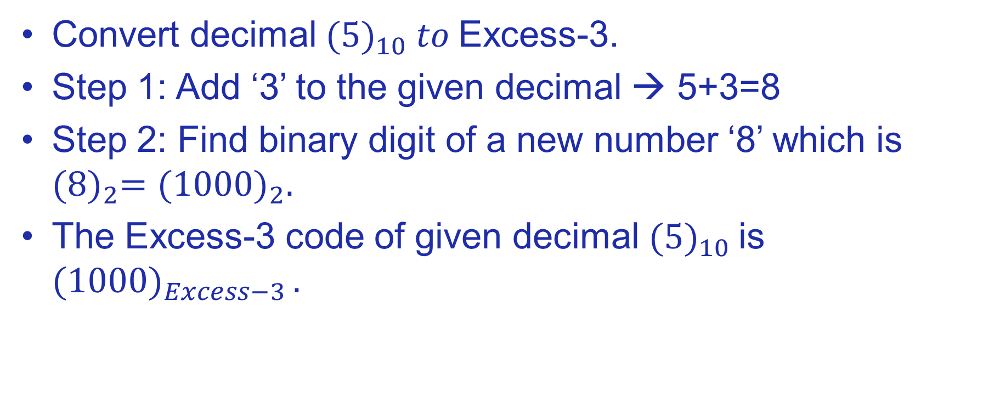 • Convert decimal (5)₁₀ to Excess-3.
• Step 1: Add ‘3’ to the given decimal → 5+3=8
• Step 2: Find binary digit of a new number ‘8’ which is
(8)₂= (1000)₂.
• The Excess-3 code of given decimal (5)₁₀ is
(1000)Excess−3 .